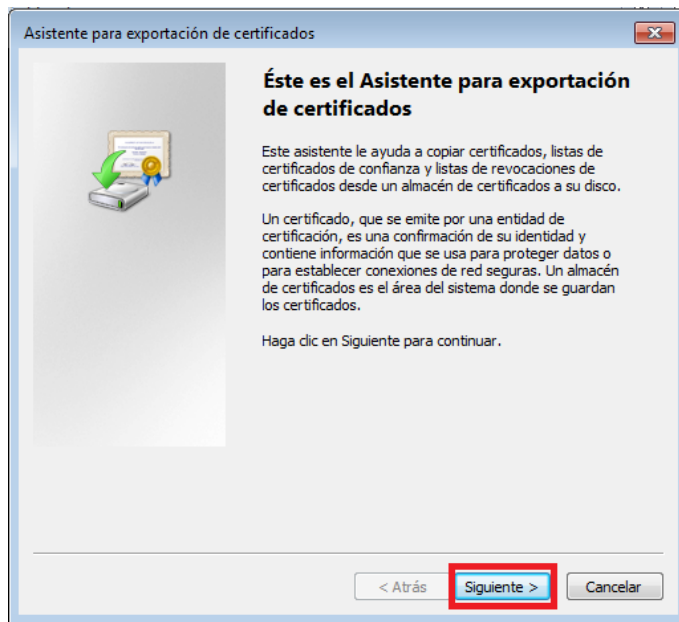 Asistente para exportación de certificados
Éste es el Asistente para exportación
de certificados
Este asistente le ayuda a copiar certificados, listas de
certificados de confianza y listas de revocaciones de
certificados desde un almacén de certificados a su disco.
Un certificado, que se emite por una entidad de
certificación, es una confirmación de su identidad y
contiene información que se usa para proteger datos o
para establecer conexiones de red seguras. Un almacén
de certificados es el área del sistema donde se guardan
los certificados.
Haga clic en Siguiente para continuar.
< Atrás
Siguiente >
Cancelar